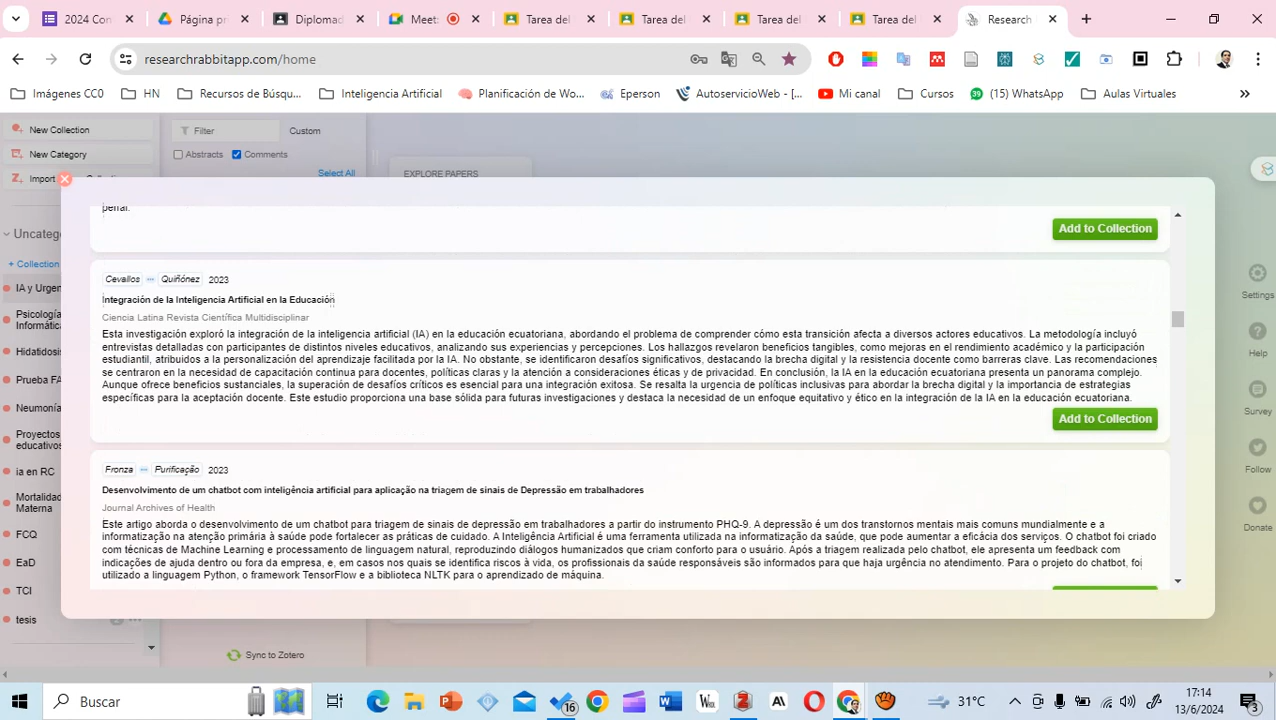 2024 Con
Página pri
Diplomad
Meet:
Tarea del
Tarea del
Tarea del
Tarea del
Research
researchrabbitapp.com/home
Imágenes CC0
HN
Recursos de Búsqu...
Inteligencia Artificial
Planificación de Wo...
Eperson
AutoservicioWeb - [...
Mi canal
Cursos
39
(15) WhatsApp
Aulas Virtuales
New Collection
New Category
Import
Filter
Custom
Abstracts
Comments
Select All
EXPLORE PAPERS
Uncateg
+ Collection
IA y Urgen
Psicología
Informátic
Hidatidosis
Prueba FA
Neumonía
Proyectos
educativos
ia en RC
Mortalidad
Materna
FCQ
EaD
TCI
tesis
penal.
Add to Collection
Cevallos ··· Quiñónez 2023
Integración de la Inteligencia Artificial en la Educación
Ciencia Latina Revista Científica Multidisciplinar
Esta investigación exploró la integración de la inteligencia artificial (IA) en la educación ecuatoriana, abordando el problema de comprender cómo esta transición afecta a diversos actores educativos. La metodología incluyó
entrevistas detalladas con participantes de distintos niveles educativos, analizando sus experiencias y percepciones. Los hallazgos revelaron beneficios tangibles, como mejoras en el rendimiento académico y la participación
estudiantil, atribuidos a la personalización del aprendizaje facilitada por la IA. No obstante, se identificaron desafíos significativos, destacando la brecha digital y la resistencia docente como barreras clave. Las recomendaciones
se centraron en la necesidad de capacitación continua para docentes, políticas claras y la atención a consideraciones éticas y de privacidad. En conclusión, la IA en la educación ecuatoriana presenta un panorama complejo.
Aunque ofrece beneficios sustanciales, la superación de desafíos críticos es esencial para una integración exitosa. Se resalta la urgencia de políticas inclusivas para abordar la brecha digital y la importancia de estrategias
específicas para la aceptación docente. Este estudio proporciona una base sólida para futuras investigaciones y destaca la necesidad de un enfoque equitativo y ético en la integración de la IA en la educación ecuatoriana.
Add to Collection
Fronza ··· Purificação 2023
Desenvolvimento de um chatbot com inteligência artificial para aplicação na triagem de sinais de Depressão em trabalhadores
Journal Archives of Health
Este artigo aborda o desenvolvimento de um chatbot para triagem de sinais de depressão em trabalhadores a partir do instrumento PHQ-9. A depressão é um dos transtornos mentais mais comuns mundialmente e a
informatização na atenção primária à saúde pode fortalecer as práticas de cuidado. A Inteligência Artificial é uma ferramenta utilizada na informatização da saúde, que pode aumentar a eficácia dos serviços. O chatbot foi criado
com técnicas de Machine Learning e processamento de linguagem natural, reproduzindo diálogos humanizados que criam conforto para o usuário. Após a triagem realizada pelo chatbot, ele apresenta um feedback com
indicações de ajuda dentro ou fora da empresa, e, em casos nos quais se identifica riscos à vida, os profissionais da saúde responsáveis são informados para que haja urgência no atendimento. Para o projeto do chatbot, foi
utilizado a linguagem Python, o framework TensorFlow e a biblioteca NLTK para o aprendizado de máquina.
Settings
Help
Survey
Follow
Donate
Sync to Zotero
Buscar
16
31°C
17:14
13/6/2024
3